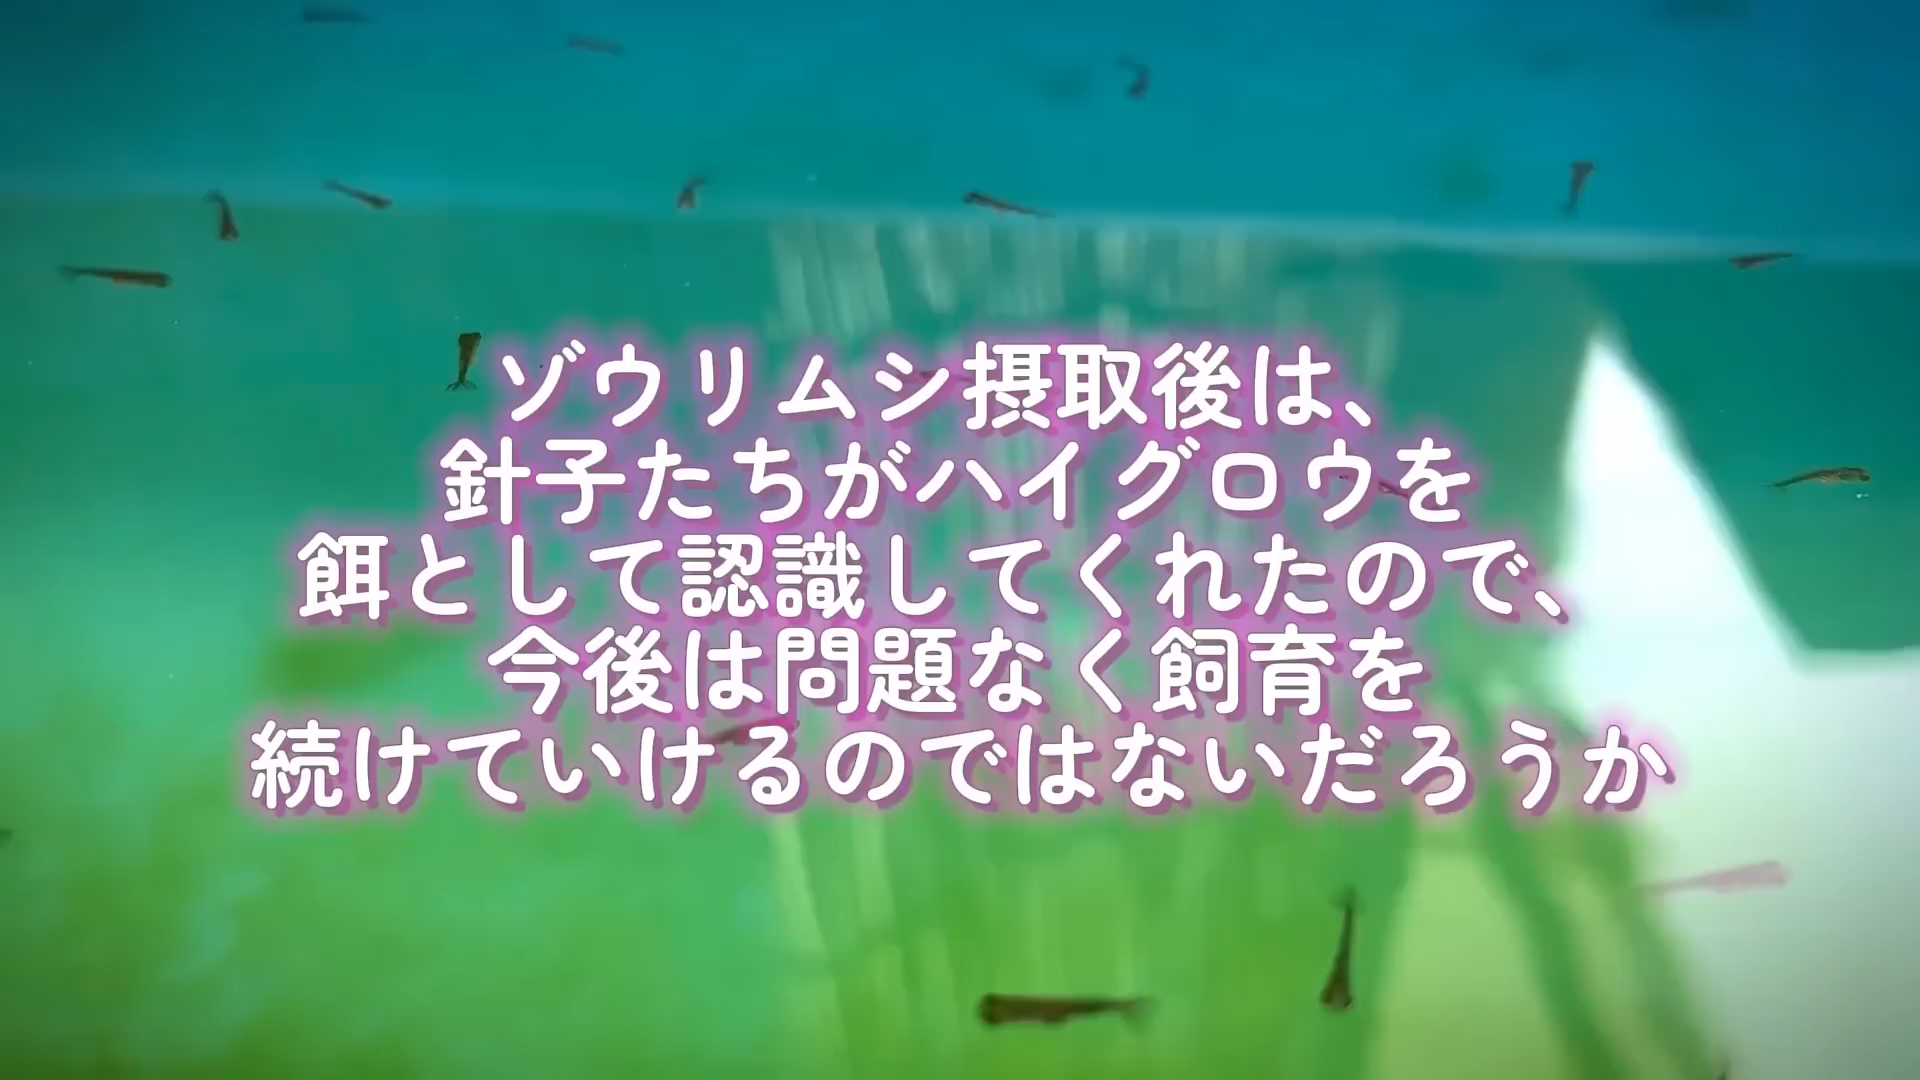 ゾウリムシ摂取後は、
針子たちがハイグロウを
餌として認識してくれたので、
今後は問題なく飼育を
続けていけるのではないだろうか